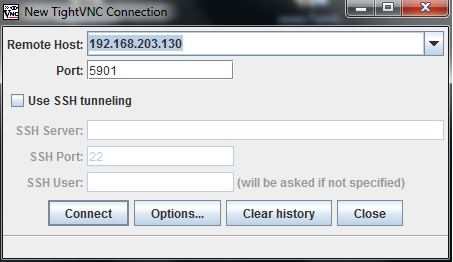 VNC
New TightVNC Connection
Remote Host: 192.168.203.130
Port: 5901
Use SSH tunneling
SSH Server:
SSH Port: 22
SSH User: (will be asked if not specified)
Connect Options... Clear history Close